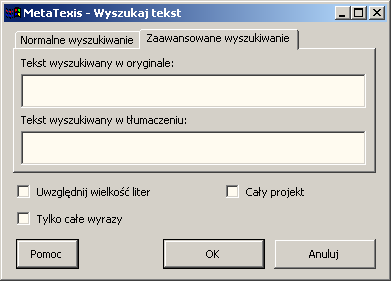 MetaTexis - Wyszukaj tekst
Normalne wyszukiwanie Zaawansowane wyszukiwanie
Tekst wyszukiwany w oryginale:
Tekst wyszukiwany w tłumaczeniu:
Uwzględnij wielkość liter Cały projekt
Tylko całe wyrazy
Pomoc OK Anuluj